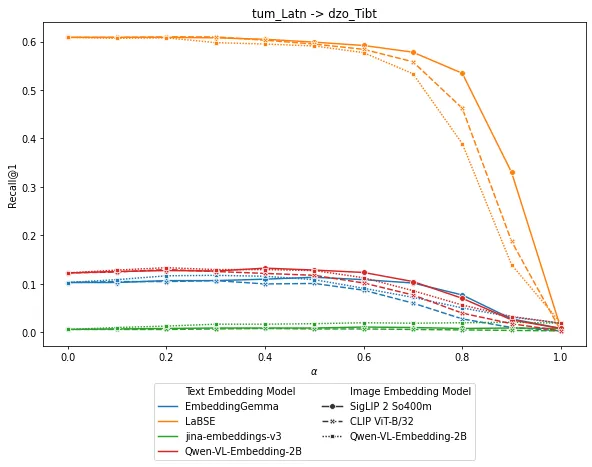 tum_Latn -> dzo_Tibt
Recall@1
0.6
0.5
0.4
0.3
0.2
0.1
0.0
0.0 0.2 0.4 0.6 0.8 1.0
α
Text Embedding Model Image Embedding Model
EmbeddingGemma SigLIP 2 So400m
LaBSE CLIP ViT-B/32
jina-embeddings-v3 Qwen-VL-Embedding-2B
Qwen-VL-Embedding-2B